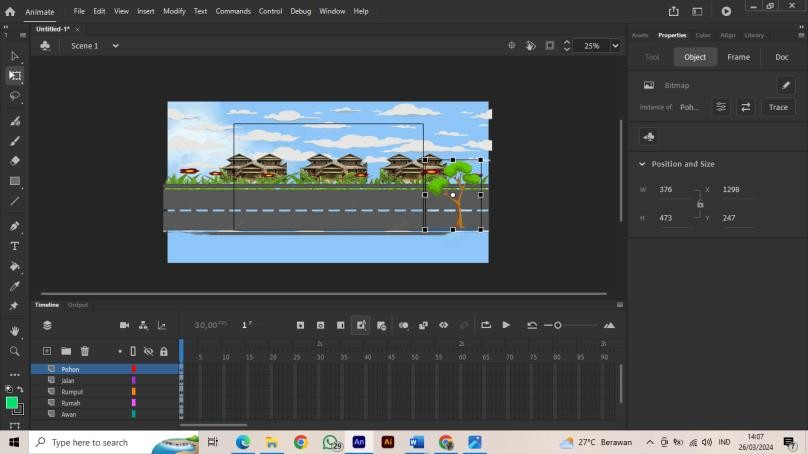 Animate File Edit View Insert Modify Text Commands Control Debug Window Help
Untitled-1* ×
Scene 1
25%
Assets Properties Color Align Library
Tool Object Frame Doc
Bitmap
Instance of: Poh... Trace
Position and Size
W 376 X 1298
H 473 Y 247
Timeline Output
30,00 FPS 1 F
1s 2s 3s
5 10 15 20 25 30 35 40 45 50 55 60 65 70 75 80 85 90
Pohon
Jalan
Rumput
Rumah
Awan
Type here to search
29
An
Ai
27°C Berawan
IND
14:07
26/03/2024